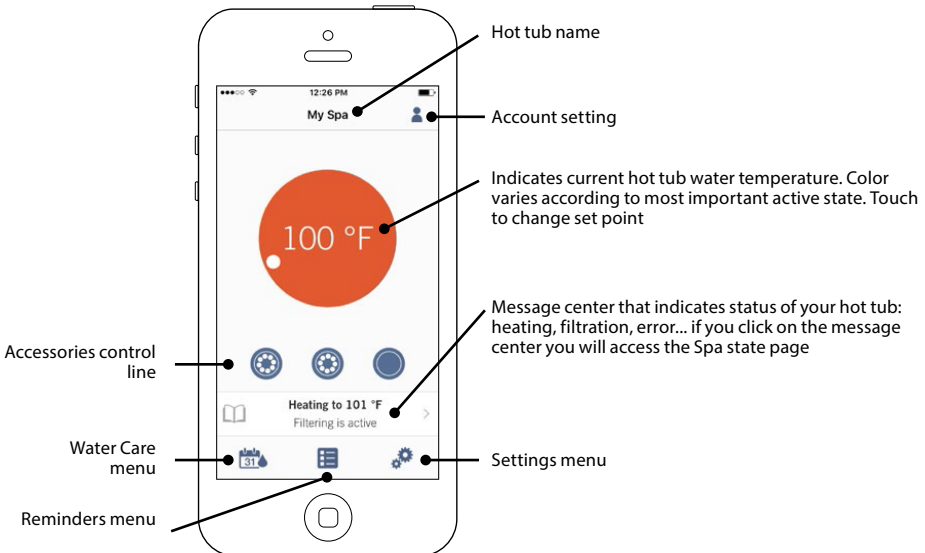 Hot tub name
12:26 PM
My Spa
Account setting
Indicates current hot tub water temperature. Color
varies according to most important active state. Touch
to change set point
100 °F
Message center that indicates status of your hot tub:
heating, filtration, error... if you click on the message
center you will access the Spa state page
Accessories control
line
Heating to 101 °F
Filtering is active
Water Care
menu
31
Settings menu
Reminders menu